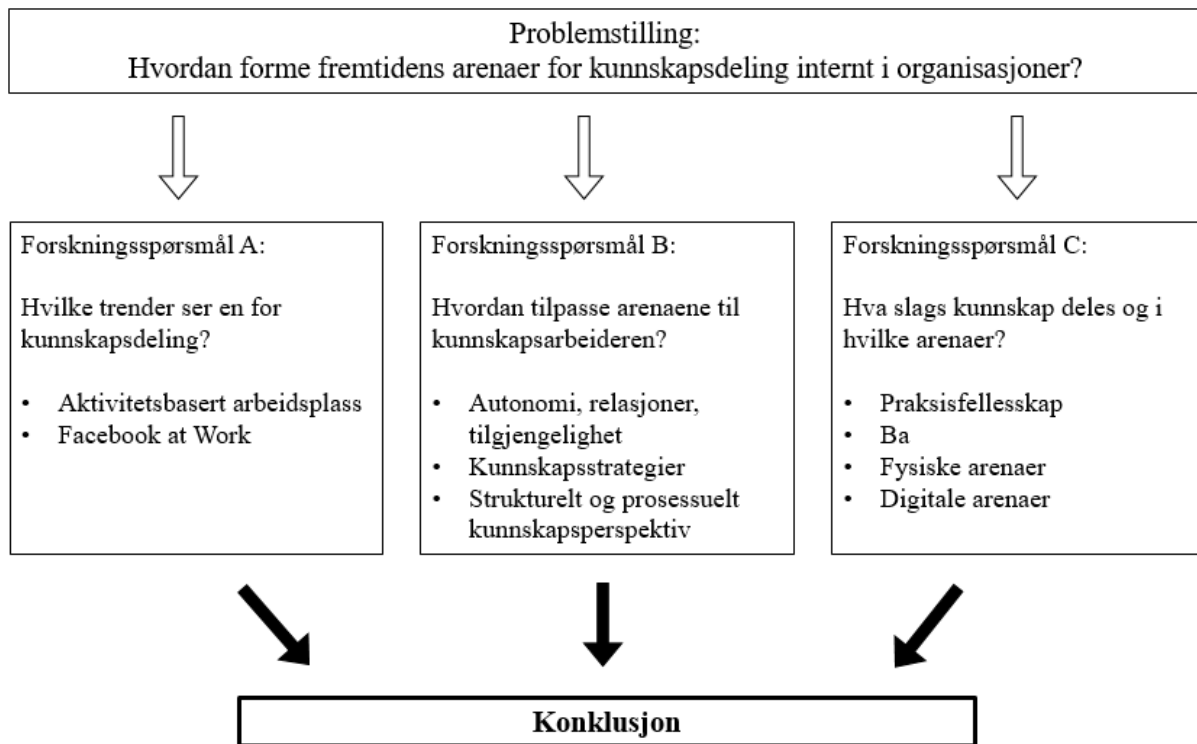 Problemstilling:
Hvordan forme fremtidens arenaer for kunnskapsdeling internt i organisasjoner?
Forskningsspørsmål A:
Hvilke trender ser en for
kunnskapsdeling?
• Aktivitetsbasert arbeidsplass
• Facebook at Work
Forskningsspørsmål B:
Hvordan tilpasse arenaene til
kunnskapsarbeideren?
• Autonomi, relasjoner,
tilgjengelighet
• Kunnskapsstrategier
• Strukturelt og prosessuelt
kunnskapsperspektiv
Forskningsspørsmål C:
Hva slags kunnskap deles og i
hvilke arenaer?
• Praksisfellesskap
• Ba
• Fysiske arenaer
• Digitale arenaer
Konklusjon